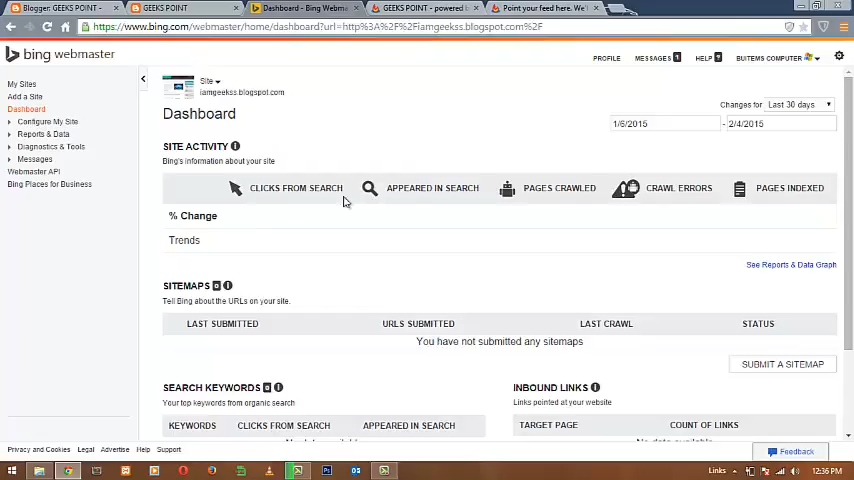 Blogger: GEEKS POINT - GEEKS POINT Dashboard - Bing Webma GEEKS POINT - powered b Point your feed here. We'l
https://www.bing.com/webmaster/home/dashboard?url=http%3A%2F%2Fiamgeekss.blogspot.com%2F
bing webmaster
PROFILE MESSAGES 1 HELP ? BUITEMS COMPUTER
My Sites
Add a Site
Dashboard
Configure My Site
Reports & Data
Diagnostics & Tools
Messages
Webmaster API
Bing Places for Business
Site
iamgeekss.blogspot.com
Dashboard
Changes for Last 30 days
1/6/2015 - 2/4/2015
SITE ACTIVITY
Bing's information about your site
CLICKS FROM SEARCH APPEARED IN SEARCH PAGES CRAWLED CRAWL ERRORS PAGES INDEXED
% Change
Trends
See Reports & Data Graph
SITEMAPS 0
Tell Bing about the URLs on your site.
LAST SUBMITTED URLS SUBMITTED LAST CRAWL STATUS
You have not submitted any sitemaps
SUBMIT A SITEMAP
SEARCH KEYWORDS 0
Your top keywords from organic search
KEYWORDS CLICKS FROM SEARCH APPEARED IN SEARCH
INBOUND LINKS
Links pointed at your website
TARGET PAGE COUNT OF LINKS
Privacy and Cookies Legal Advertise Help Support
Feedback
Links 12:36 PM